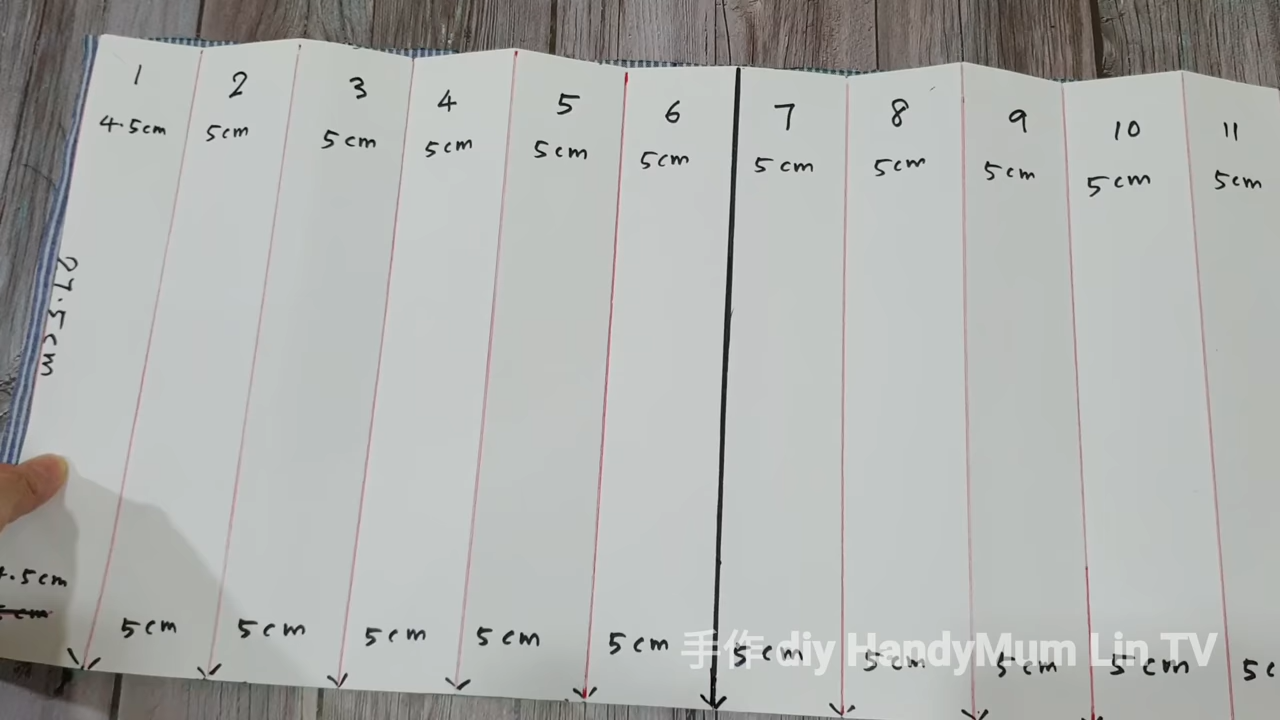 1 2 3 4 5 6 7 8 9 10 11
4.5cm 5cm 5cm 5cm 5cm 5cm 5cm 5cm 5cm 5cm 5cm
27.5cm
.5cm 5cm 5cm 5cm 5cm 5cm 5cm 5cm 5cm 5cm
手作 diy HandyMum Lin TV